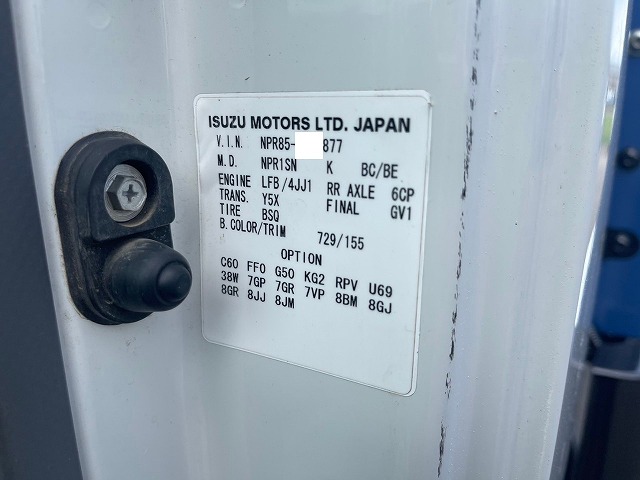 ISUZU MOTORS LTD. JAPAN
V.I.N. NPR85- 877
M.D. NPR1SN K BC/BE
ENGINE LFB/4JJ1 RR AXLE 6CP
TRANS. Y5X FINAL GV1
TIRE BSQ
B.COLOR/TRIM 729/155
OPTION
C60 FF0 G50 KG2 RPV U69
38W 7GP 7GR 7VP 8BM 8GJ
8GR 8JJ 8JM